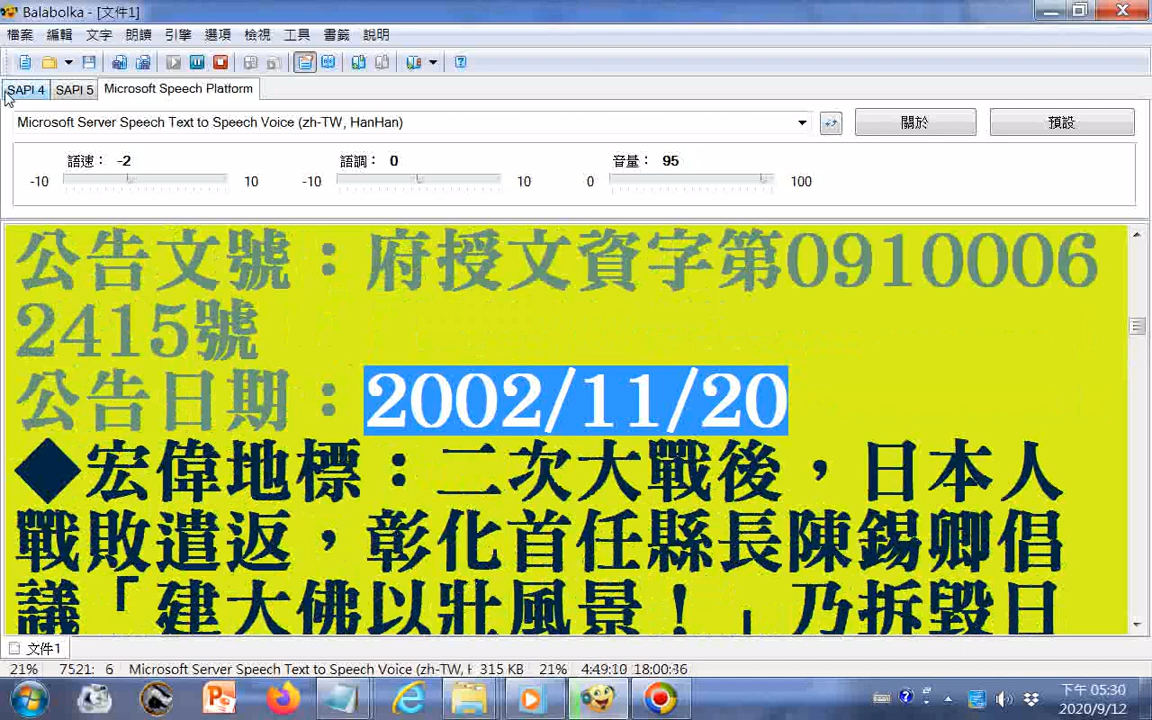 Balabolka - [文件1]
檔案 編輯 文字 朗讀 引擎 選項 檢視 工具 書籤 說明
SAPI 4 SAPI 5 Microsoft Speech Platform
Microsoft Server Speech Text to Speech Voice (zh-TW, HanHan) 關於 預設
語速： -2 語調： 0 音量： 95
-10 10 -10 10 0 100
公告文號：府授文資字第0910006
2415號
公告日期：2002/11/20
◆宏偉地標：二次大戰後，日本人
戰敗遣返，彰化首任縣長陳錫卿倡
議「建大佛以壯風景！」乃拆毀日
文件1
21% 7521: 6 Microsoft Server Speech Text to Speech Voice (zh-TW, H 315 KB 21% 4:49:10 18:00:36
下午 05:30
2020/9/12